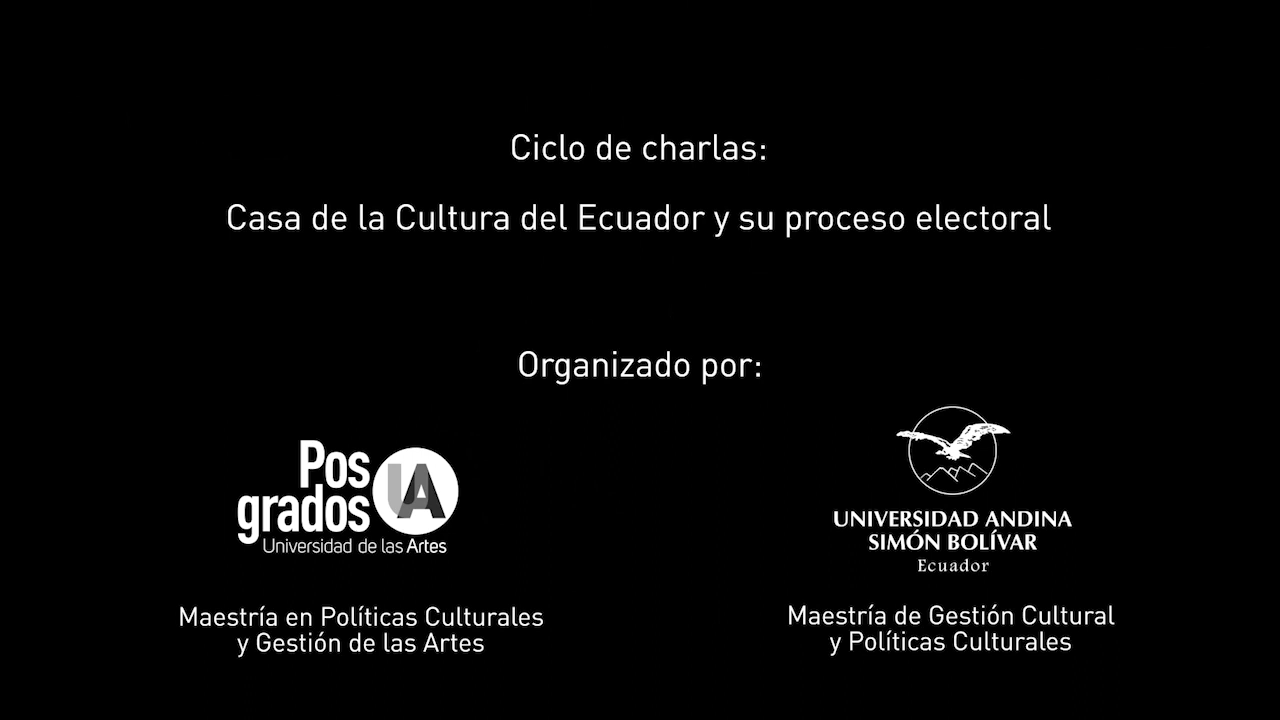 Ciclo de charlas:
Casa de la Cultura del Ecuador y su proceso electoral
Organizado por:
Pos
grados
UA
Universidad de las Artes
Maestría en Políticas Culturales
y Gestión de las Artes
UNIVERSIDAD ANDINA
SIMÓN BOLÍVAR
Ecuador
Maestría de Gestión Cultural
y Políticas Culturales